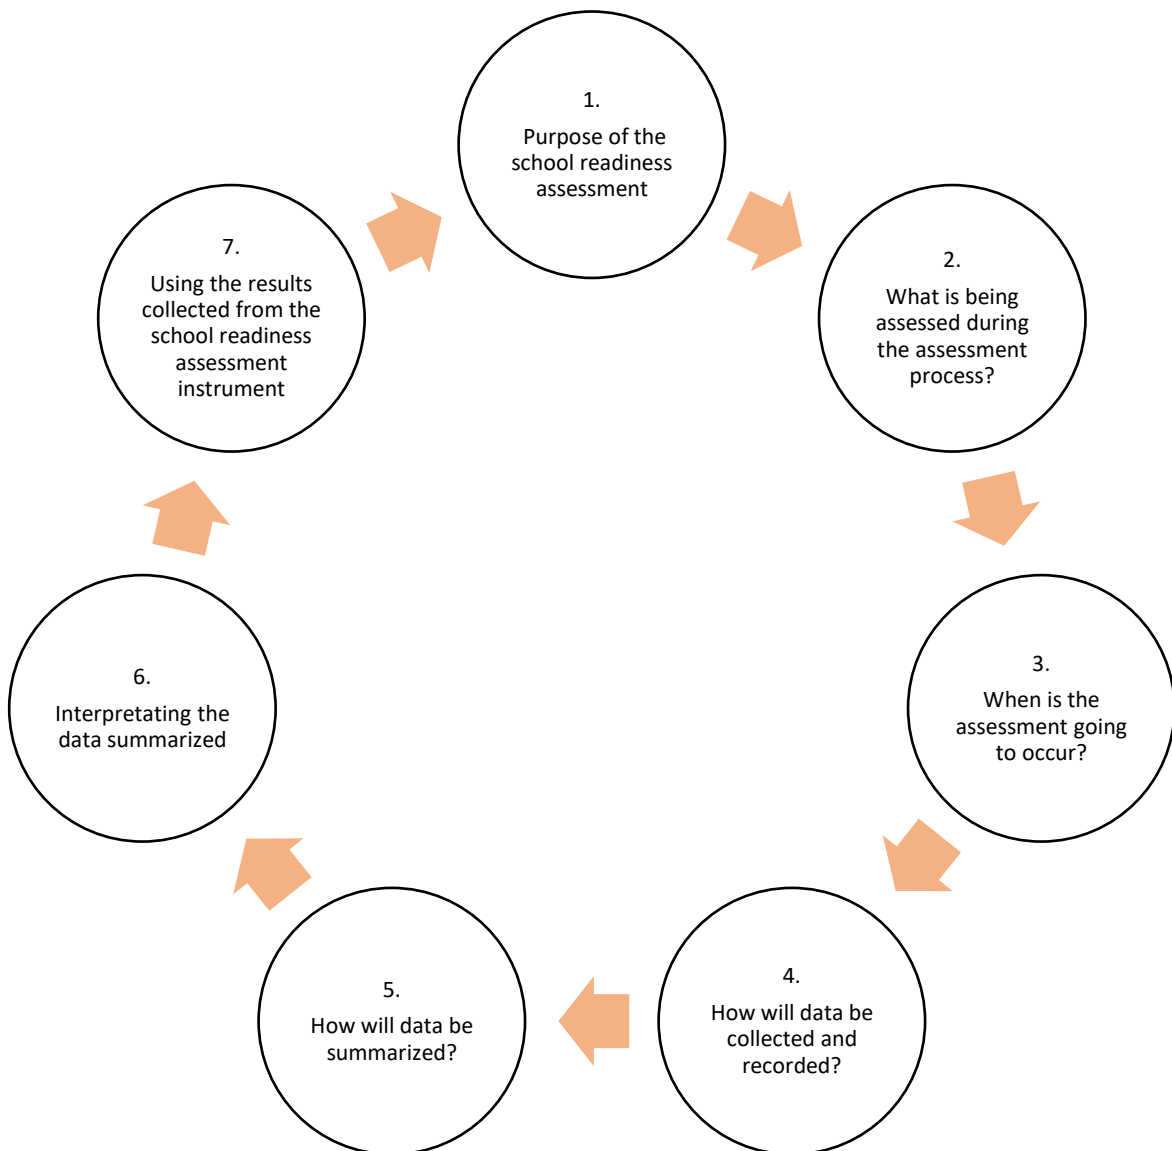 1.
Purpose of the
school readiness
assessment
2.
What is being
assessed during
the assessment
process?
3.
When is the
assessment going
to occur?
4.
How will data be
collected and
recorded?
5.
How will data be
summarized?
6.
Interpretating the
data summarized
7.
Using the results
collected from the
school readiness
assessment
instrument